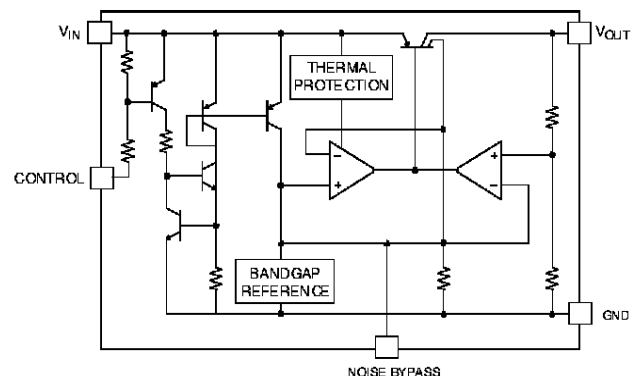 VIN
VOUT
THERMAL
PROTECTION
−
+
+
−
CONTROL
BANDGAP
REFERENCE
GND
NOISE BYPASS